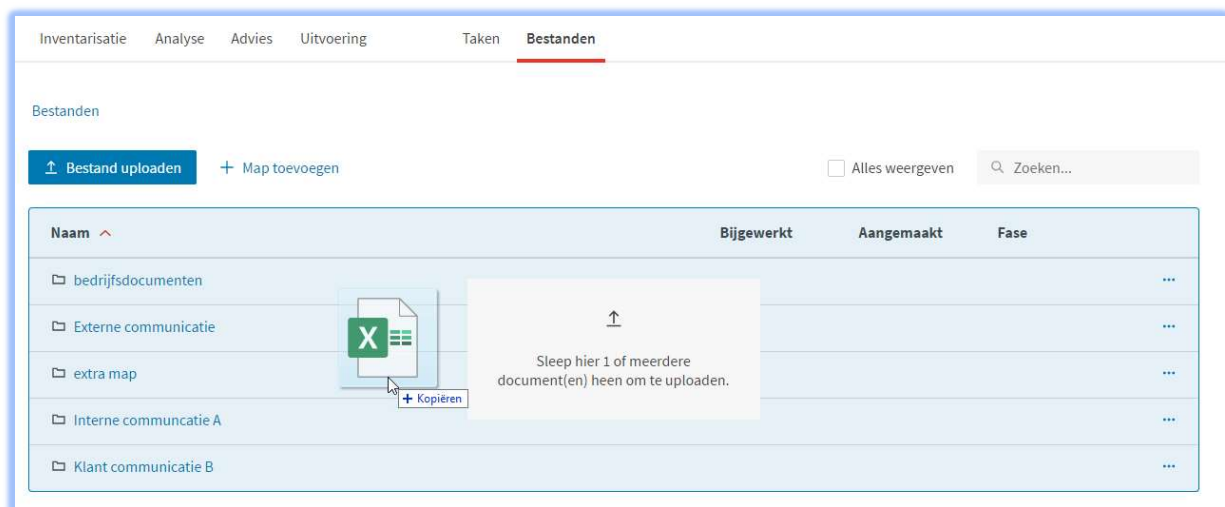 Inventarisatie Analyse Advies Uitvoering Taken Bestanden
Bestanden
Bestand uploaden + Map toevoegen Alles weergeven Zoeken...
Naam Bijgewerkt Aangemaakt Fase
bedrijfsdocumenten ...
Externe communicatie ...
X
Sleep hier 1 of meerdere
extra map ...
document(en) heen om te uploaden.
+ Kopiëren
Interne communcatie A ...
Klant communicatie B ...